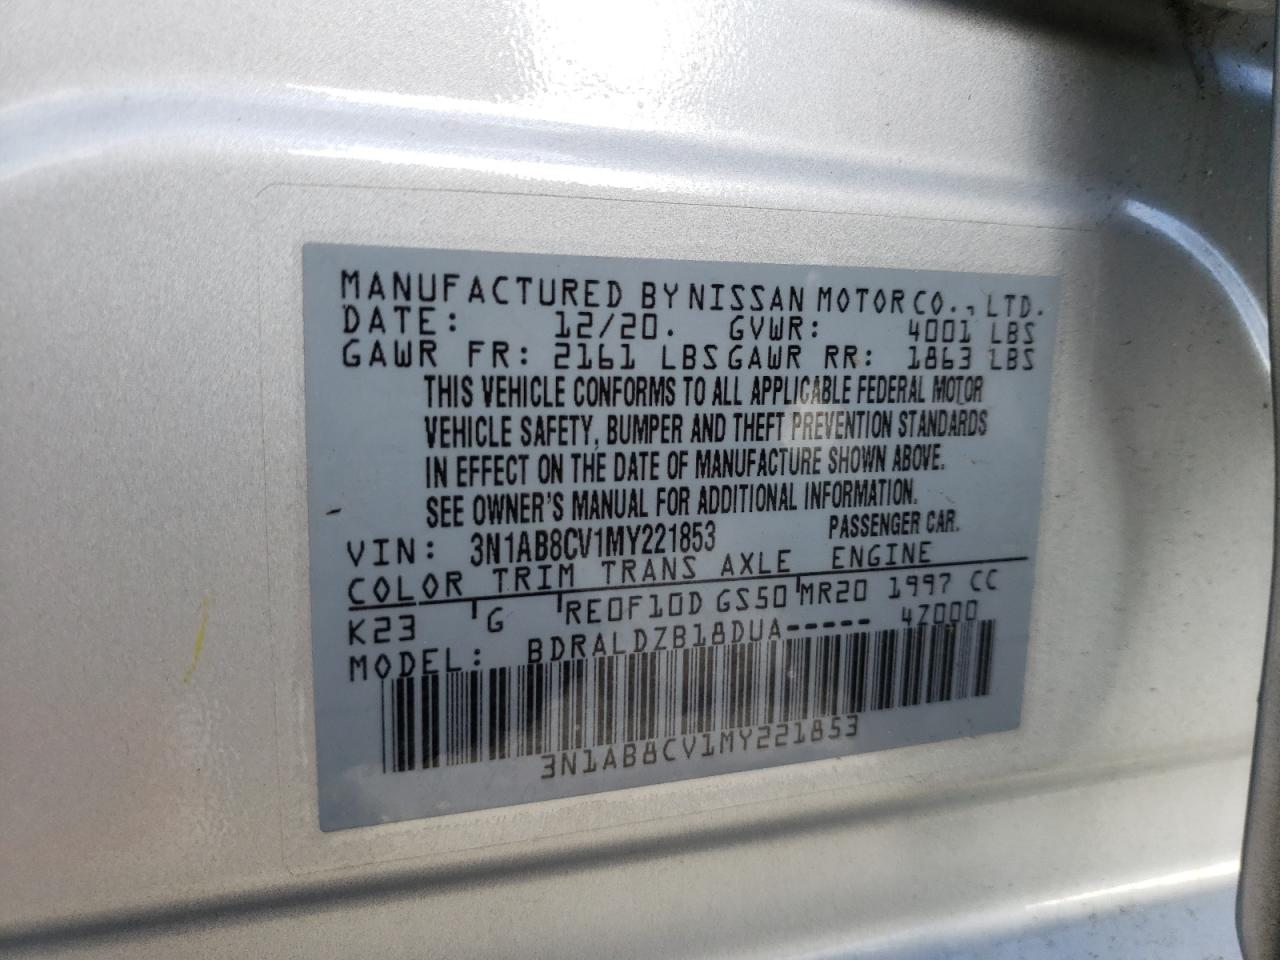 MANUFACTURED BY NISSAN MOTOR CO., LTD.
DATE: 12/20. GVWR: 4001 LBS
GAWR FR: 2161 LBS GAWR RR: 1863 LBS
THIS VEHICLE CONFORMS TO ALL APPLICABLE FEDERAL MOTOR
VEHICLE SAFETY, BUMPER AND THEFT PREVENTION STANDARDS
IN EFFECT ON THE DATE OF MANUFACTURE SHOWN ABOVE.
SEE OWNER'S MANUAL FOR ADDITIONAL INFORMATION.
VIN: 3N1AB8CV1MY221853 PASSENGER CAR.
COLOR TRIM TRANS AXLE ENGINE
K23 G RE0F10D GS50 MR20 1997 CC
MODEL: BDRALDZB18DUA----- 4Z000
3N1AB8CV1MY221853